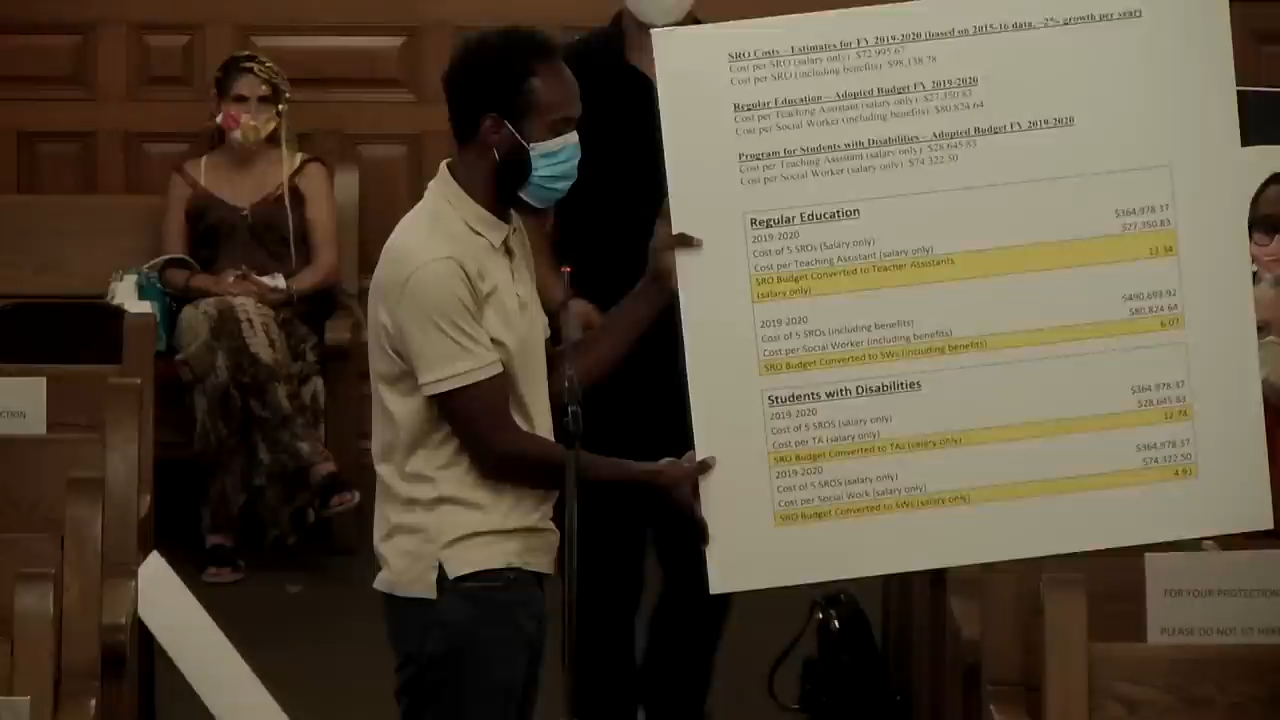 SRO Costs – Estimates for FY 2019-2020 (based on 2015-16 data, ~2% growth per year)
Cost per SRO (salary only) $72,995.67
Cost per SRO (including benefits) $98,138.78
Regular Education – Adopted Budget FY 2019-2020
Cost per Teaching Assistant (salary only) $27,350.83
Cost per Social Worker (including benefits) $80,824.64
Program for Students with Disabilities – Adopted Budget FY 2019-2020
Cost per Teaching Assistant (salary only) $28,645.83
Cost per Social Worker (salary only) $74,322.50
Regular Education
2019-2020
Cost of 5 SROs (Salary only) $364,978.37
Cost per Teaching Assistant (salary only) $27,350.83
SRO Budget Converted to Teacher Assistants 13.34
(salary only)
2019-2020
Cost of 5 SROs (including benefits) $490,693.92
Cost per Social Worker (including benefits) $80,824.64
SRO Budget Converted to SWs (including benefits) 6.07
Students with Disabilities
2019-2020
Cost of 5 SROS (salary only) $364,978.37
Cost per TA (salary only) $28,645.83
SRO Budget Converted to TAs (salary only) 12.74
2019-2020
Cost of 5 SROS (salary only) $364,978.37
Cost per Social Work (salary only) $74,322.50
SRO Budget Converted to SWs (salary only) 4.91
CTION
FOR YOUR PROTECTION
PLEASE DO NOT SIT HERE